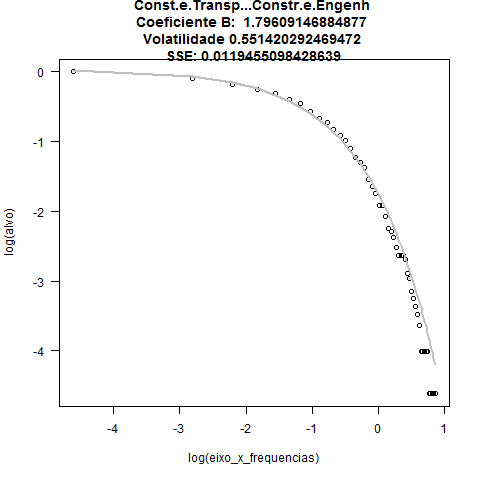 Const.e.Transp...Constr.e.Engenh
Coeficiente B: 1.79609146884877
Volatilidade 0.551420292469472
SSE: 0.0119455098428639
0
-1
-2
-3
-4
log(alvo)
-4
-3
-2
-1
0
1
log(eixo_x_frequencias)